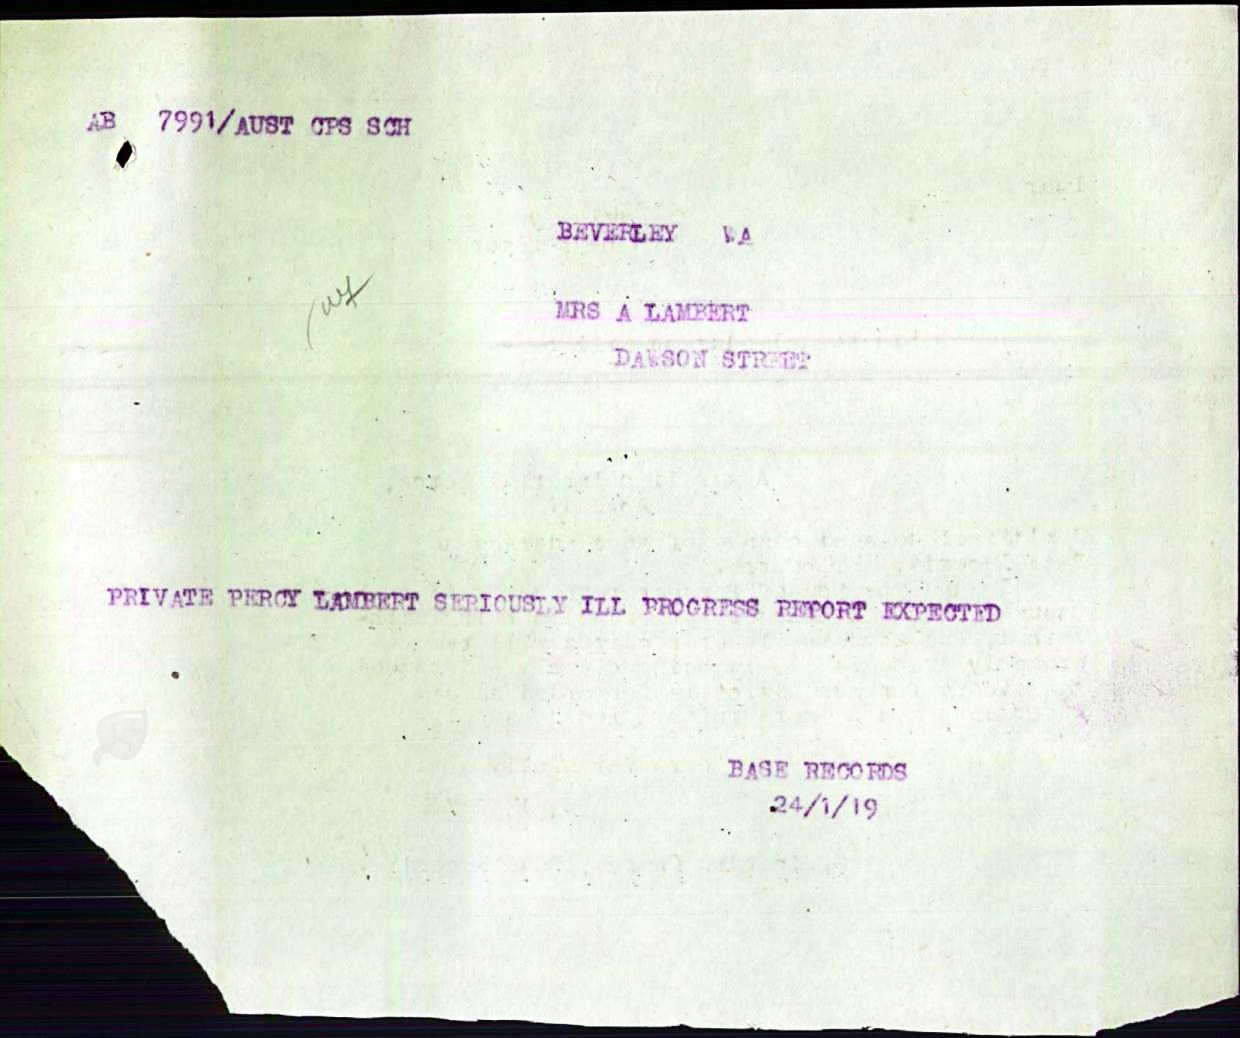 AB 7991/AUST CPS SCH
BEVERLEY WA
MRS A LAMBERT
DAWSON STREET
PRIVATE PERCY LAMBERT SERIOUSLY ILL PROGRESS REPORT EXPECTED
BASE RECORDS
24/1/19